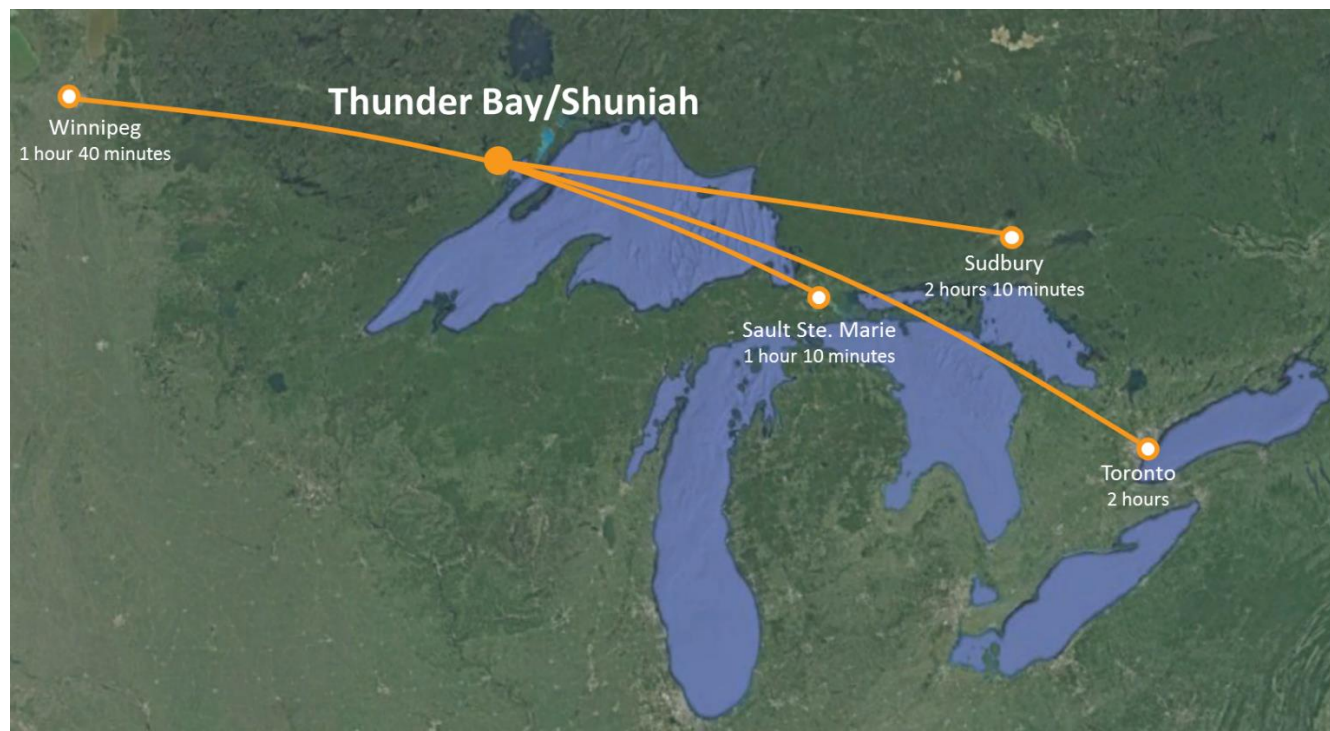 Thunder Bay/Shuniah
Winnipeg
1 hour 40 minutes
Sudbury
2 hours 10 minutes
Sault Ste. Marie
1 hour 10 minutes
Toronto
2 hours